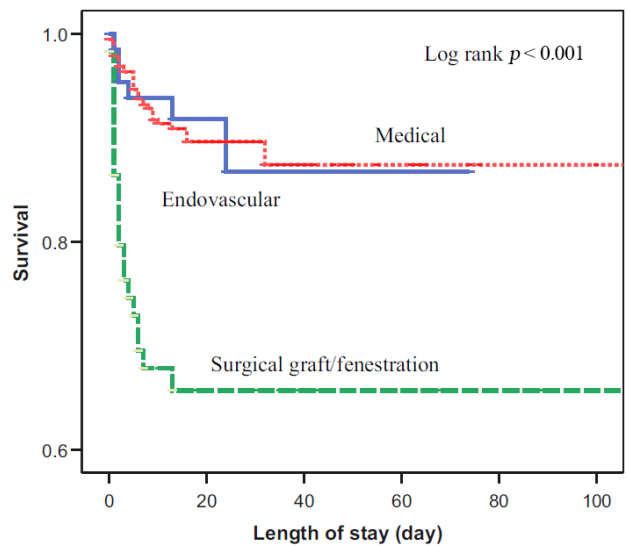 1.0
Log rank p < 0.001
Medical
Endovascular
0.8
Survival
Surgical graft/fenestration
0.6
0 20 40 60 80 100
Length of stay (day)